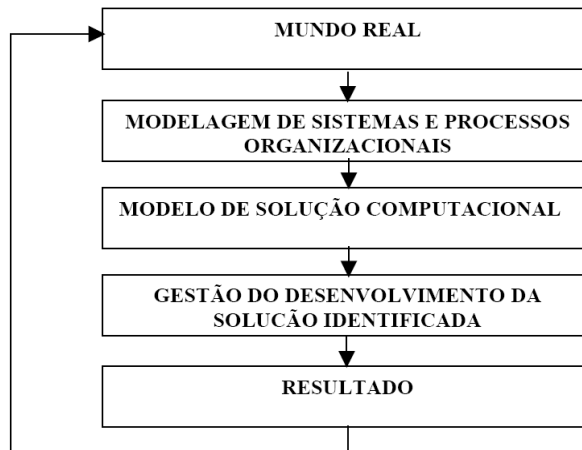 MUNDO REAL
MODELAGEM DE SISTEMAS E PROCESSOS
ORGANIZACIONAIS
MODELO DE SOLUÇÃO COMPUTACIONAL
GESTÃO DO DESENVOLVIMENTO DA
SOLUCÃO IDENTIFICADA
RESULTADO